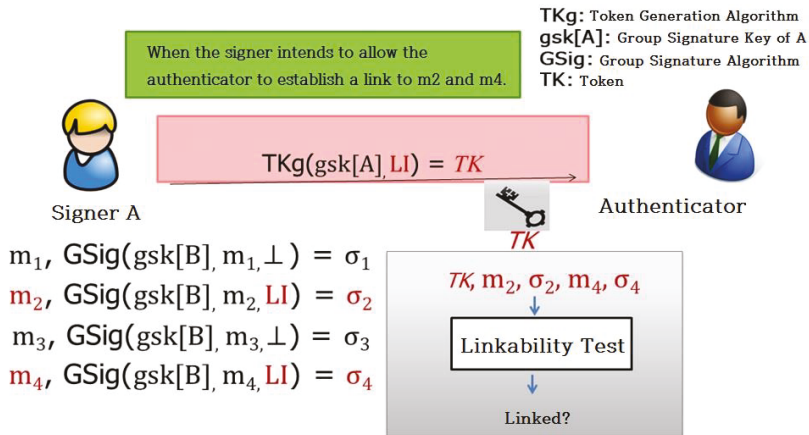 TKg: Token Generation Algorithm
gsk[A]: Group Signature Key of A
GSig: Group Signature Algorithm
TK: Token
When the signer intends to allow the
authenticator to establish a link to m2 and m4.
TKg(gsk[A], LI) = TK
Signer A
Authenticator
TK
m₁, GSig(gsk[B], m₁, ⊥) = σ₁
m₂, GSig(gsk[B], m₂, LI) = σ₂
m₃, GSig(gsk[B], m₃, ⊥) = σ₃
m₄, GSig(gsk[B], m₄, LI) = σ₄
TK, m₂, σ₂, m₄, σ₄
Linkability Test
Linked?